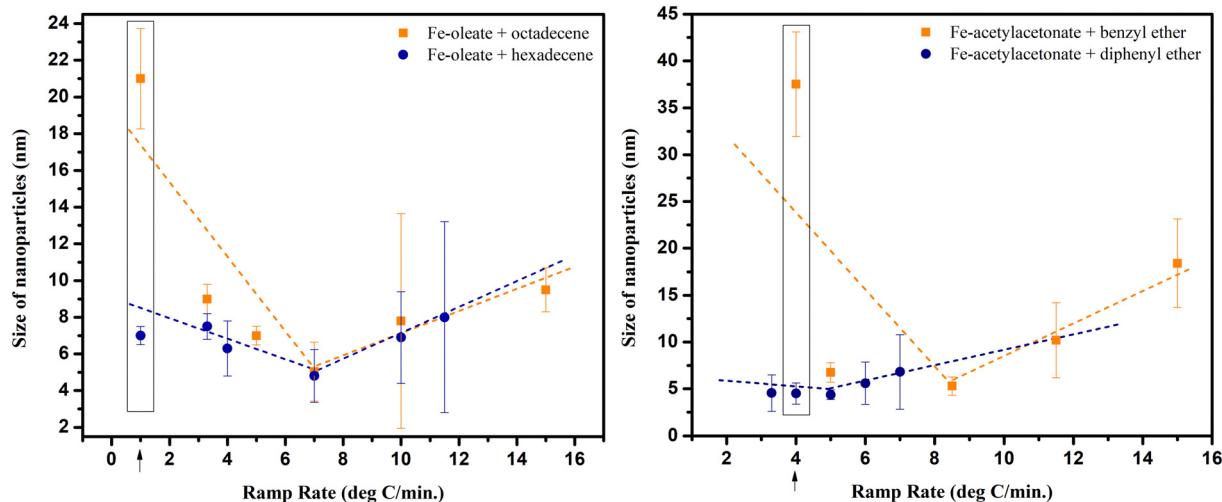 Fe-oleate + octadecene
Fe-oleate + hexadecene
24
22
20
18
16
14
12
10
8
6
4
2
Size of nanoparticles (nm)
0 2 4 6 8 10 12 14 16
Ramp Rate (deg C/min.)
Fe-acetylacetonate + benzyl ether
Fe-acetylacetonate + diphenyl ether
45
40
35
30
25
20
15
10
5
0
Size of nanoparticles (nm)
2 4 6 8 10 12 14 16
Ramp Rate (deg C/min.)